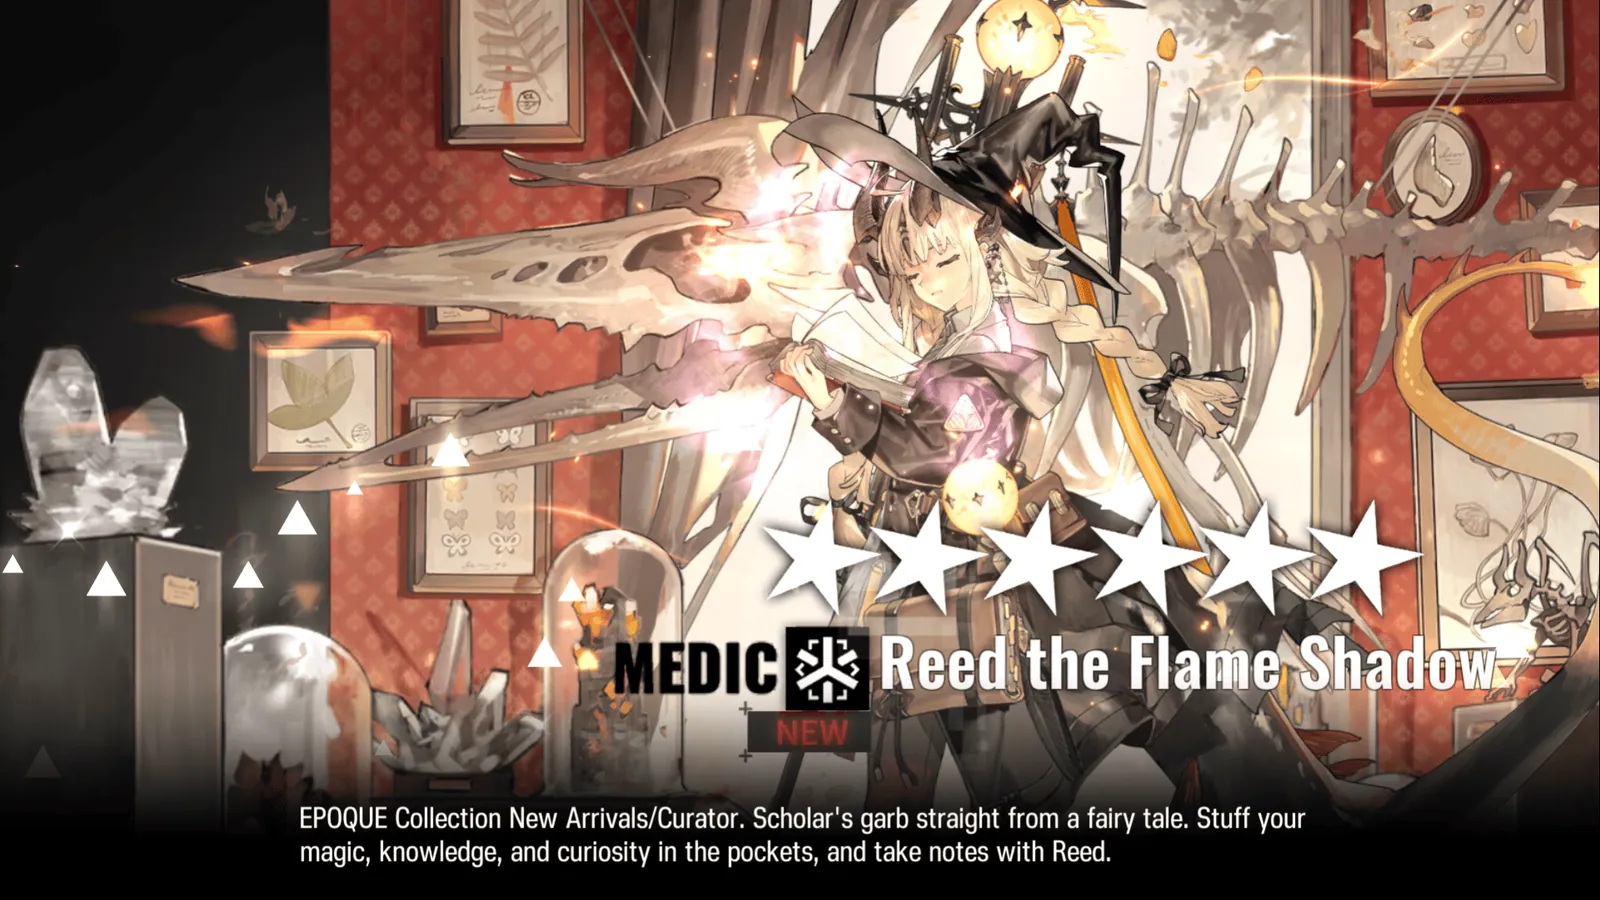 MEDIC Reed the Flame Shadow
NEW
EPOQUE Collection New Arrivals/Curator. Scholar's garb straight from a fairy tale. Stuff your
magic, knowledge, and curiosity in the pockets, and take notes with Reed.